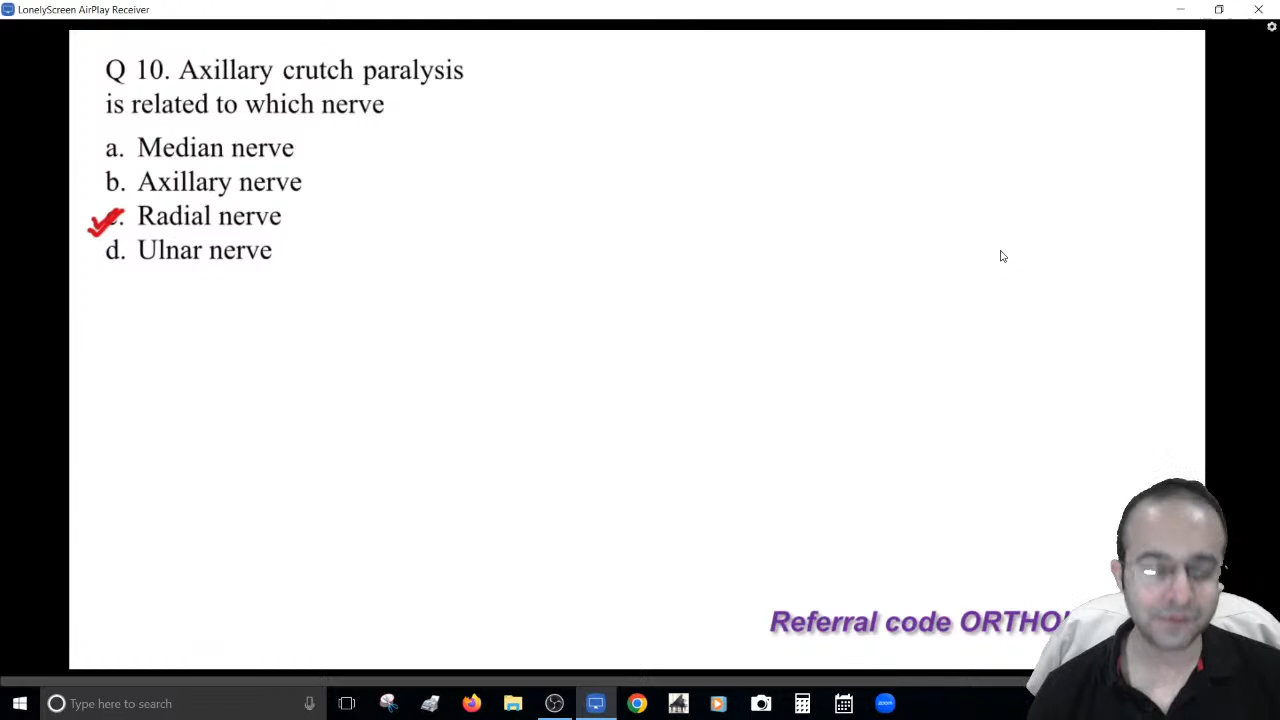 LonelyScreen AirPlay Receiver
Q 10. Axillary crutch paralysis
is related to which nerve
a. Median nerve
b. Axillary nerve
c. Radial nerve
d. Ulnar nerve
Referral code
Type here to search
zoom